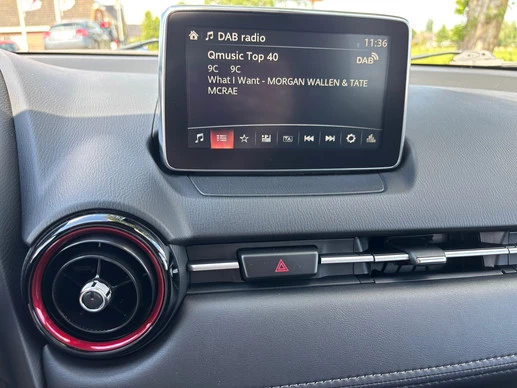 DAB radio 11:36
Qmusic Top 40 DAB
9C 9C
What I Want - MORGAN WALLEN & TATE
MCRAE